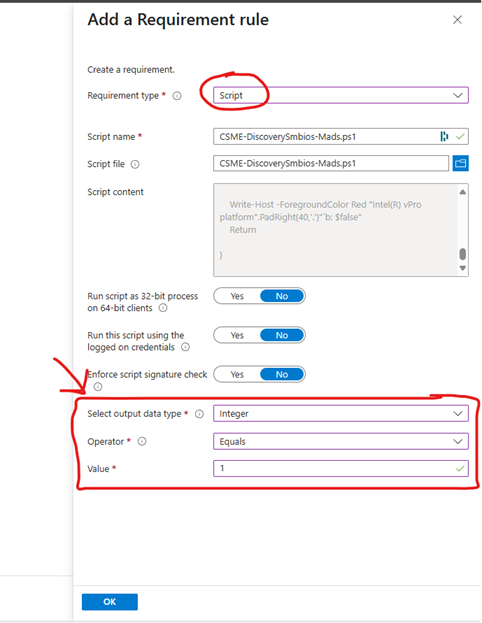 Add a Requirement rule
Create a requirement.
Requirement type *
Script
Script name *
CSME-DiscoverySmbios-Mads.ps1
Script file
CSME-DiscoverySmbios-Mads.ps1
Script content
Write-Host -ForegroundColor Red "Intel(R) vPro
platform".PadRight(40,'.')"`b: $false"
Return
}
Run script as 32-bit process
on 64-bit clients
Yes No
Run this script using the
logged on credentials
Yes No
Enforce script signature check
Yes No
Select output data type *
Integer
Operator *
Equals
Value *
1
OK